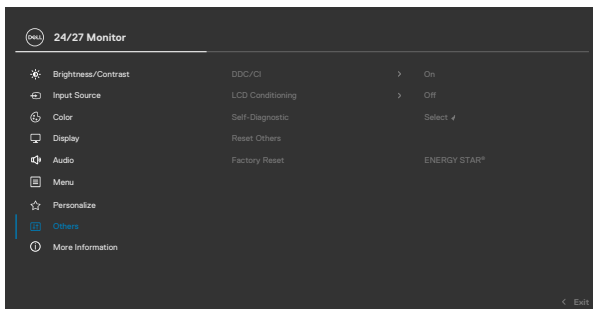 DELL 24/27 Monitor
Brightness/Contrast DDC/CI > On
Input Source LCD Conditioning > Off
Color Self-Diagnostic Select
Display Reset Others
Audio Factory Reset ENERGY STAR®
Menu
Personalize
Others
More Information
< Exit